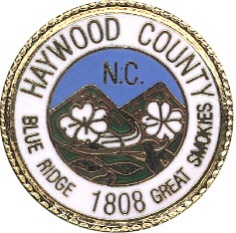 HAYWOOD COUNTY
N.C.
BLUE RIDGE
1808
GREAT SMOKIES